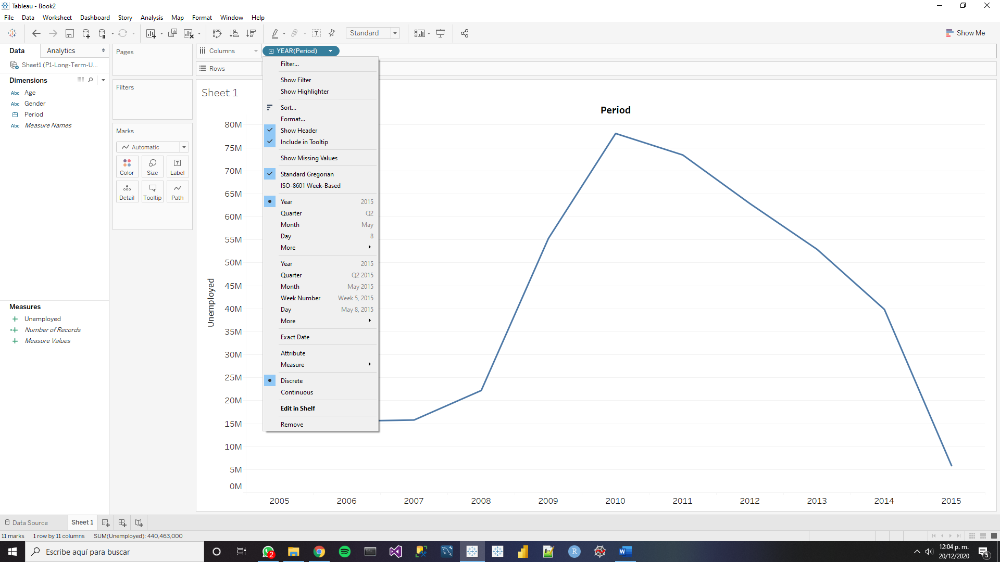 Tableau - Book2
File Data Worksheet Dashboard Story Analysis Map Format Window Help
Standard
Show Me
Data Analytics
Sheet1 (P1-Long-Term-U...
Dimensions
Abc Age
Abc Gender
Period
Abc Measure Names
Measures
Unemployed
Number of Records
Measure Values
Pages
Filters
Marks
Automatic
Color Size Label
Detail Tooltip Path
Columns
YEAR(Period)
Rows
Filter...
Show Filter
Show Highlighter
Sort...
Format...
Show Header
Include in Tooltip
Show Missing Values
Standard Gregorian
ISO-8601 Week-Based
Year 2015
Quarter Q2
Month May
Day 8
More
Year 2015
Quarter Q2 2015
Month May 2015
Week Number Week 5, 2015
Day May 8, 2015
More
Exact Date
Attribute
Measure
Discrete
Continuous
Edit in Shelf
Remove
Sheet 1
Period
Unemployed
80M
75M
70M
65M
60M
55M
50M
45M
40M
35M
30M
25M
20M
15M
10M
5M
0M
2005 2006 2007 2008 2009 2010 2011 2012 2013 2014 2015
Data Source Sheet 1
11 marks 1 row by 11 columns SUM(Unemployed): 440,463,000
Escribe aquí para buscar
2
R
W
12:04 p. m.
20/12/2020
5